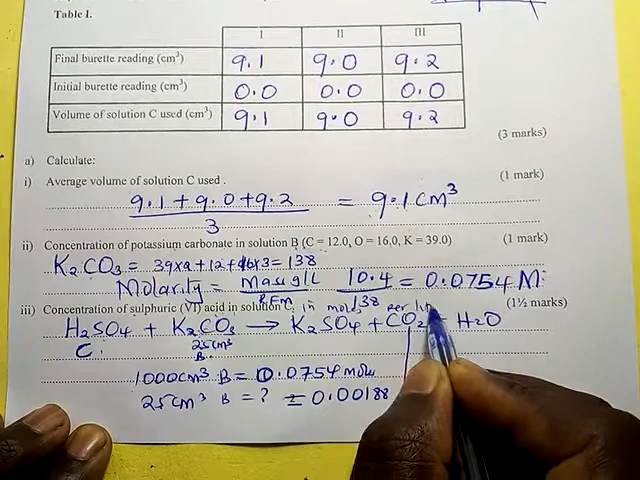 Table I.
I II III
Final burette reading (cm³) 9.1 9.0 9.2
Initial burette reading (cm³) 0.0 0.0 0.0
Volume of solution C used (cm³) 9.1 9.0 9.2
(3 marks)
a) Calculate:
i) Average volume of solution C used . (1 mark)
9.1 + 9.0 + 9.2 = 9.1 cm³
3
ii) Concentration of potassium carbonate in solution B (C = 12.0, O = 16.0, K = 39.0) (1 mark)
K₂CO₃ = 39x2 + 12 + 16x3 = 138
Molarity = mass g/L 10.4 = 0.0754 M
RFM 138
iii) Concentration of sulphuric (VI) acid in solution C, in moles per (1½ marks)
H₂SO₄ + K₂CO₃ → K₂SO₄ + CO₂ H₂O
C. 25cm³
B.
1000cm³ B = 0.0754 moles
25cm³ B = ? = 0.00188